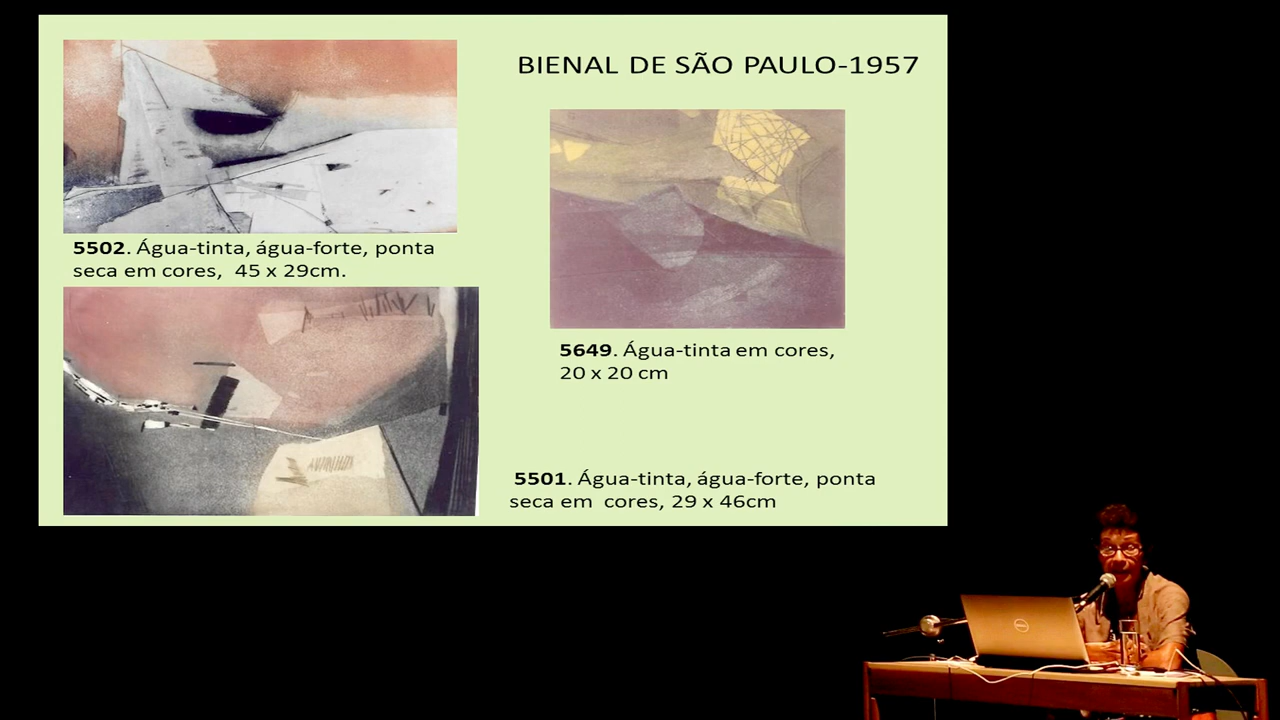 BIENAL DE SÃO PAULO-1957
5502. Água-tinta, água-forte, ponta
seca em cores, 45 x 29cm.
5649. Água-tinta em cores,
20 x 20 cm
5501. Água-tinta, água-forte, ponta
seca em cores, 29 x 46cm